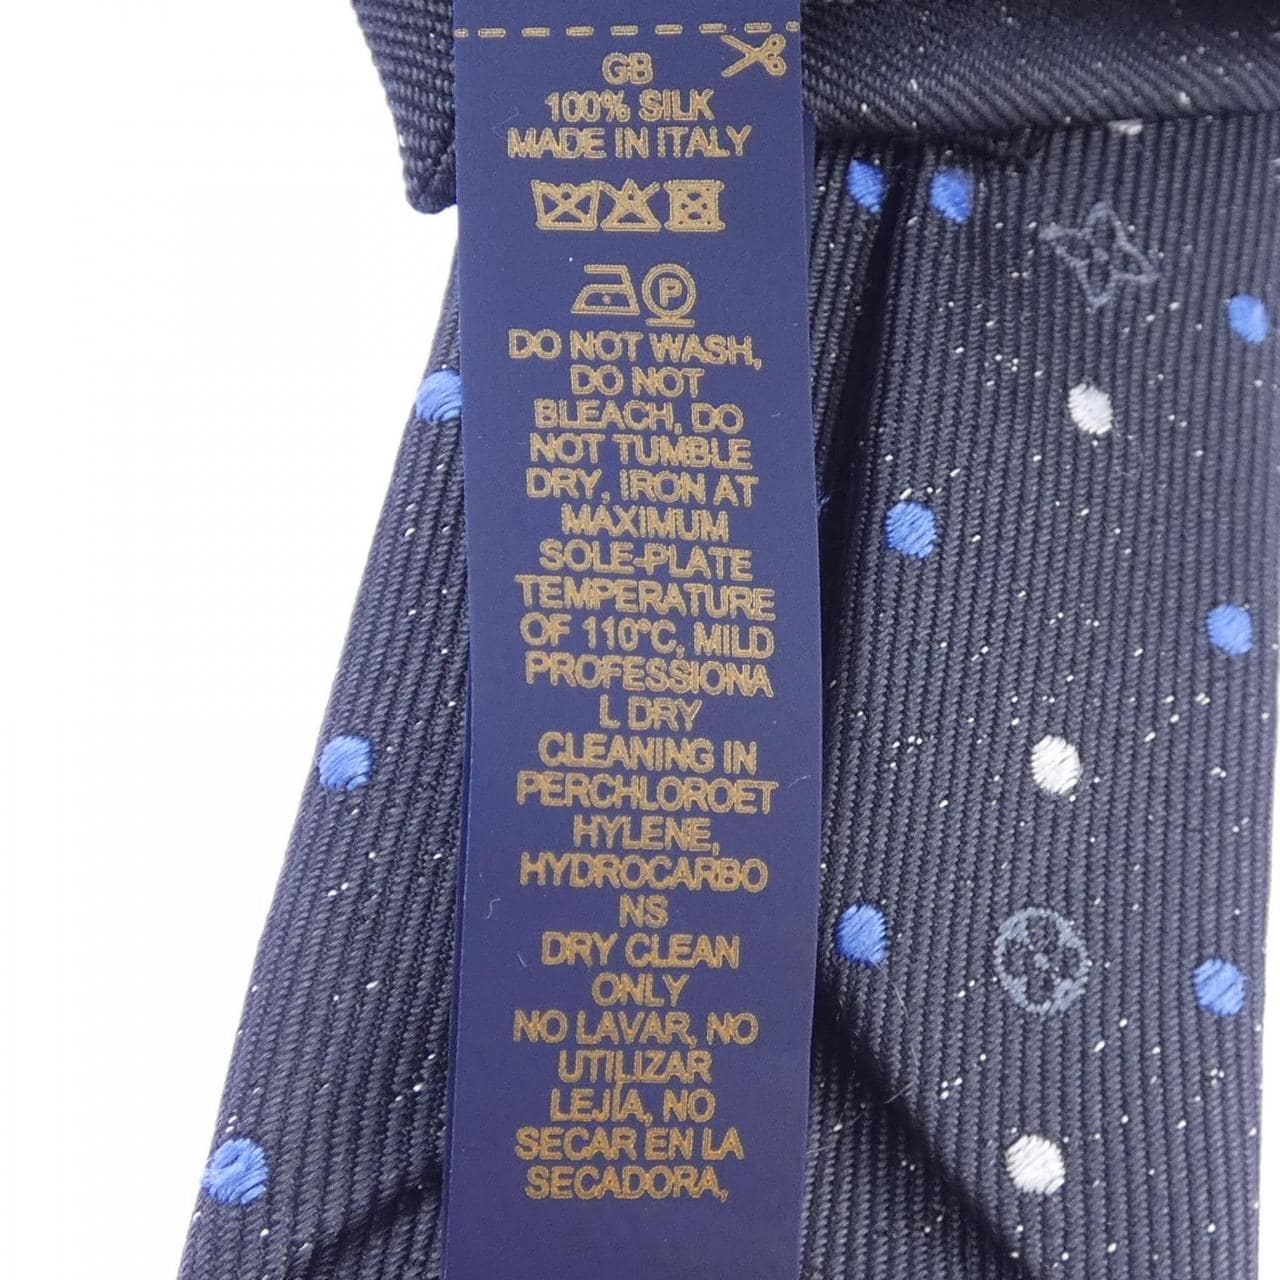 GB
100% SILK
MADE IN ITALY
P
DO NOT WASH,
DO NOT
BLEACH, DO
NOT TUMBLE
DRY, IRON AT
MAXIMUM
SOLE-PLATE
TEMPERATURE
OF 110°C, MILD
PROFESSIONA
L DRY
CLEANING IN
PERCHLOROET
HYLENE,
HYDROCARBO
NS
DRY CLEAN
ONLY
NO LAVAR, NO
UTILIZAR
LEJÍA, NO
SECAR EN LA
SECADORA,